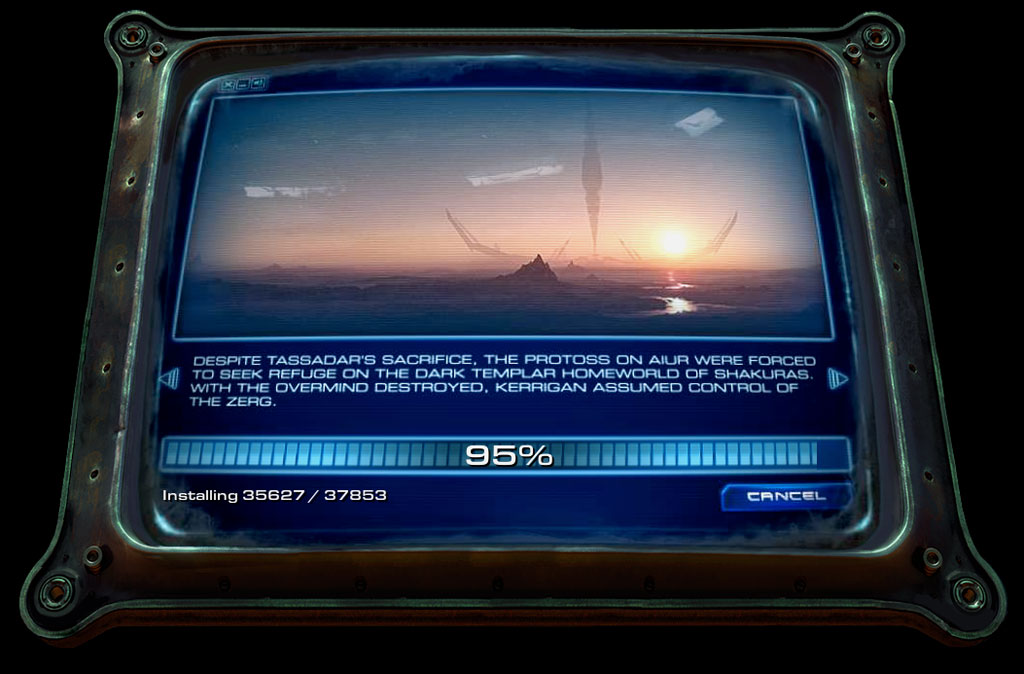 DESPITE TASSADAR'S SACRIFICE, THE PROTOSS ON AIUR WERE FORCED
TO SEEK REFUGE ON THE DARK TEMPLAR HOMEWORLD OF SHAKURAS.
WITH THE OVERMIND DESTROYED, KERRIGAN ASSUMED CONTROL OF
THE ZERG.
95%
Installing 35627 / 37853
CANCEL